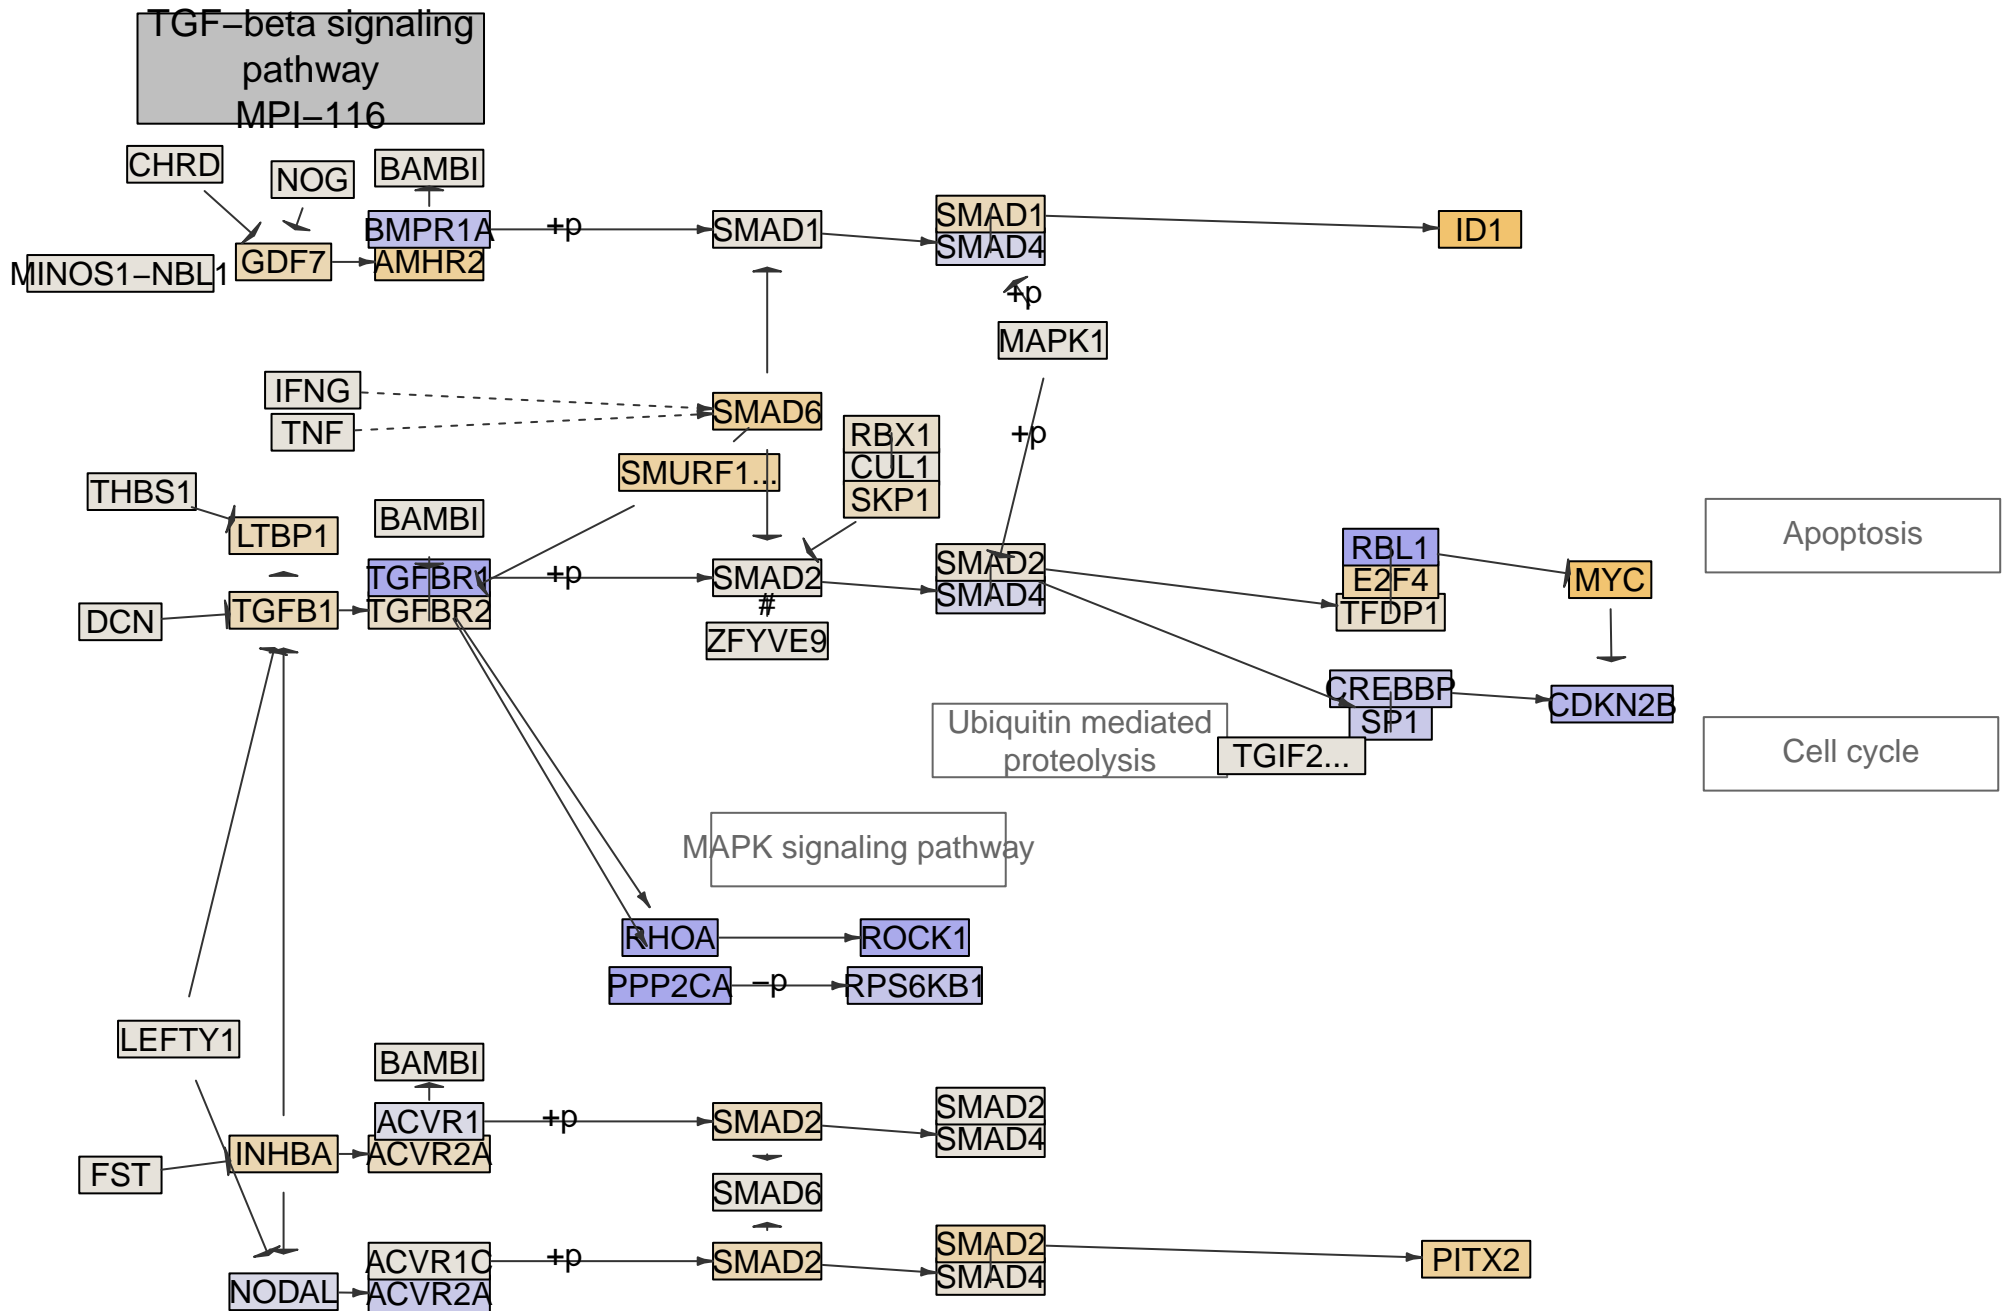 TGF−beta signaling
pathway
MPI−116
CHRD
NOG
BAMBI
BMPR1A
+p
SMAD1
SMAD1
SMAD4
ID1
MINOS1−NBL1
GDF7
AMHR2
+p
MAPK1
IFNG
TNF
SMAD6
RBX1
CUL1
SKP1
+p
SMURF1...
THBS1
LTBP1
BAMBI
TGFBR1
TGFBR2
+p
SMAD2
#
ZFYVE9
SMAD2
SMAD4
RBL1
E2F4
TFDP1
MYC
Apoptosis
DCN
TGFB1
CREBBP
SP1
TGIF2...
CDKN2B
Cell cycle
Ubiquitin mediated
proteolysis
MAPK signaling pathway
RHOA
ROCK1
PPP2CA
−p
RPS6KB1
LEFTY1
BAMBI
ACVR1
ACVR2A
+p
SMAD2
SMAD2
SMAD4
INHBA
FST
SMAD6
ACVR1C
ACVR2A
+p
SMAD2
SMAD2
SMAD4
PITX2
NODAL